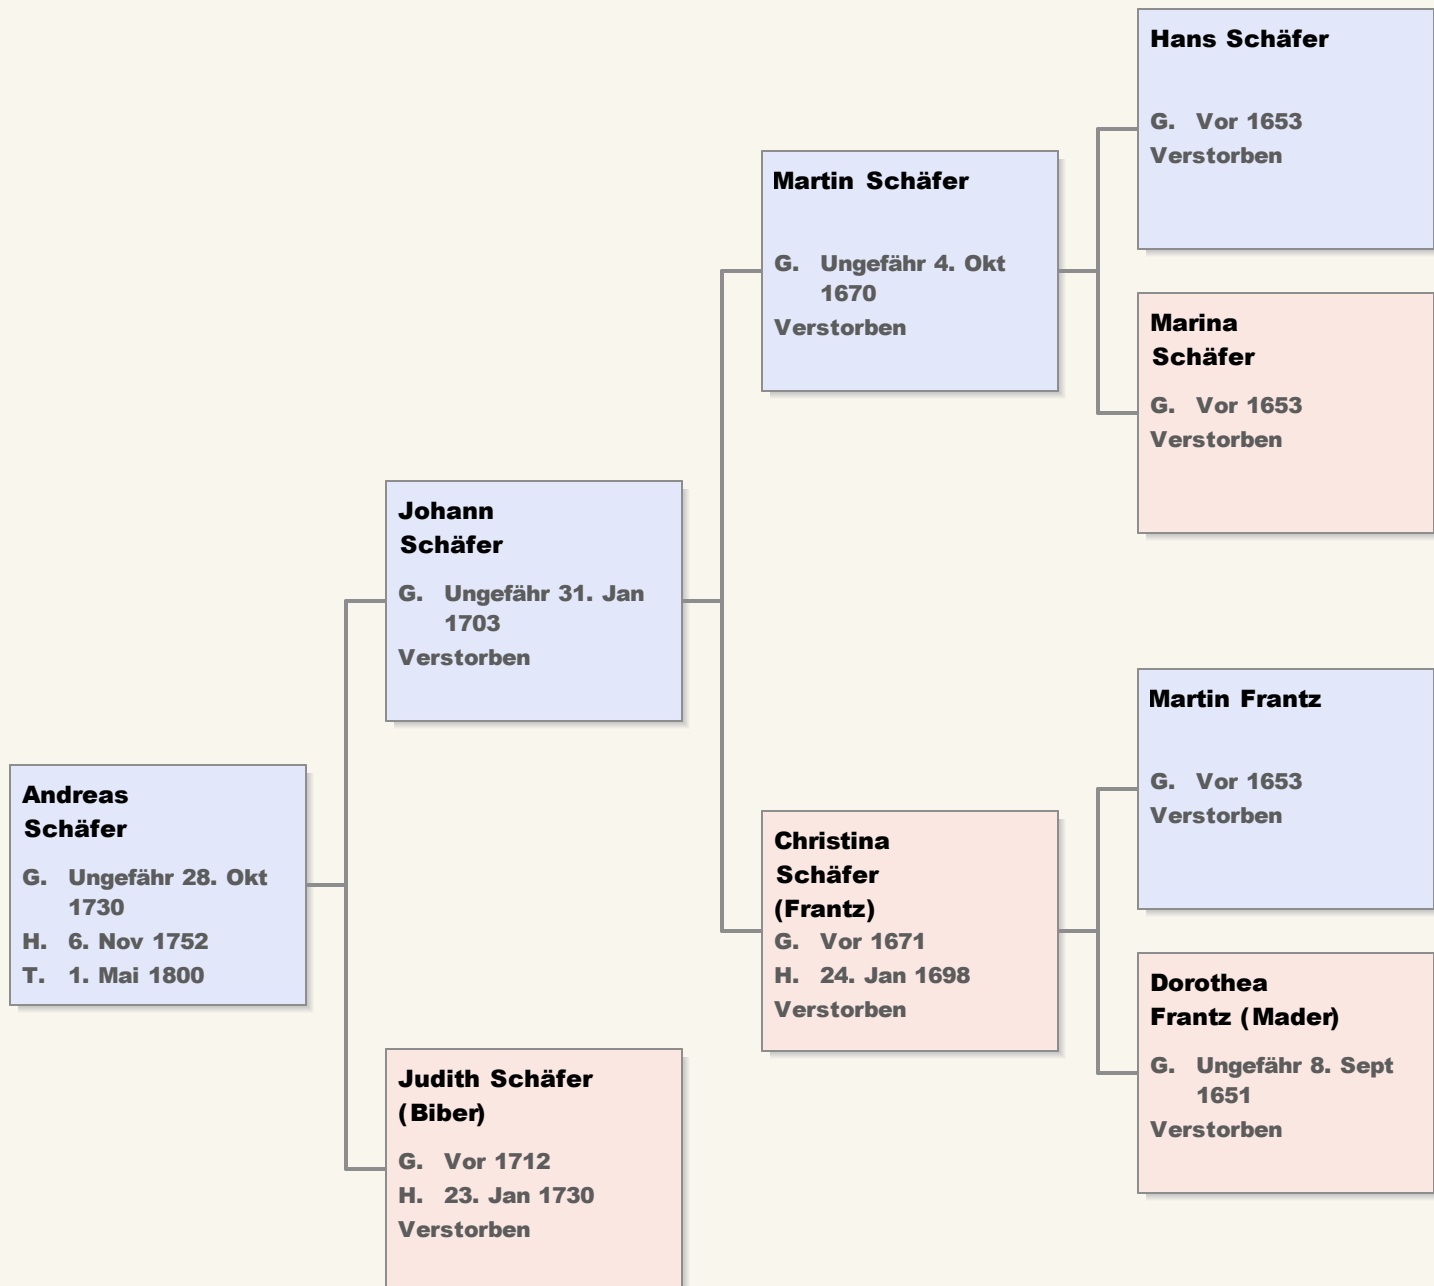 Hans Schäfer
G. Vor 1653
Verstorben
Martin Schäfer
G. Ungefähr 4. Okt
1670
Verstorben
Marina
Schäfer
G. Vor 1653
Verstorben
Johann
Schäfer
G. Ungefähr 31. Jan
1703
Verstorben
Martin Frantz
G. Vor 1653
Verstorben
Andreas
Schäfer
G. Ungefähr 28. Okt
1730
H. 6. Nov 1752
T. 1. Mai 1800
Christina
Schäfer
(Frantz)
G. Vor 1671
H. 24. Jan 1698
Verstorben
Dorothea
Frantz (Mader)
G. Ungefähr 8. Sept
1651
Verstorben
Judith Schäfer
(Biber)
G. Vor 1712
H. 23. Jan 1730
Verstorben